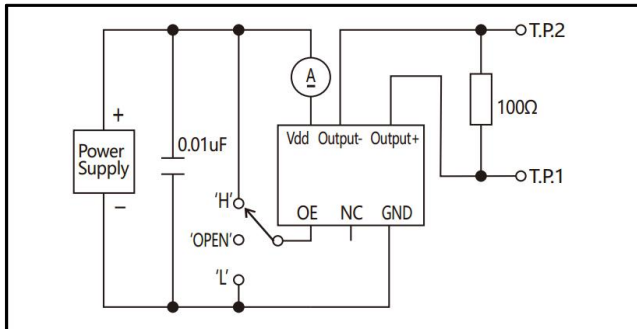 T.P.2
A
+
100Ω
0.01uF
Vdd Output- Output+
Power
Supply
T.P.1
'H'
OE NC GND
−
'OPEN'
'L'